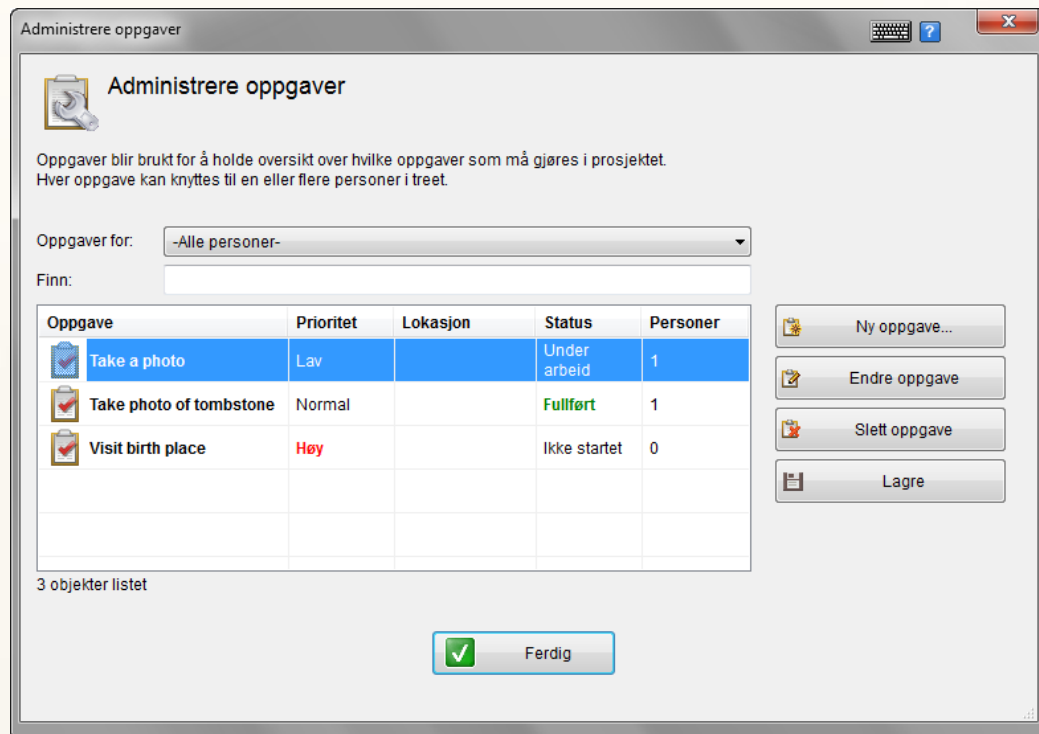 Administrere oppgaver
?
X
Administrere oppgaver
Oppgaver blir brukt for å holde oversikt over hvilke oppgaver som må gjøres i prosjektet.
Hver oppgave kan knyttes til en eller flere personer i treet.
Oppgaver for: -Alle personer-
Finn:
Oppgave Prioritet Lokasjon Status Personer
Take a photo Lav Under arbeid 1
Take photo of tombstone Normal Fullført 1
Visit birth place Høy Ikke startet 0
3 objekter listet
Ny oppgave...
Endre oppgave
Slett oppgave
Lagre
Ferdig